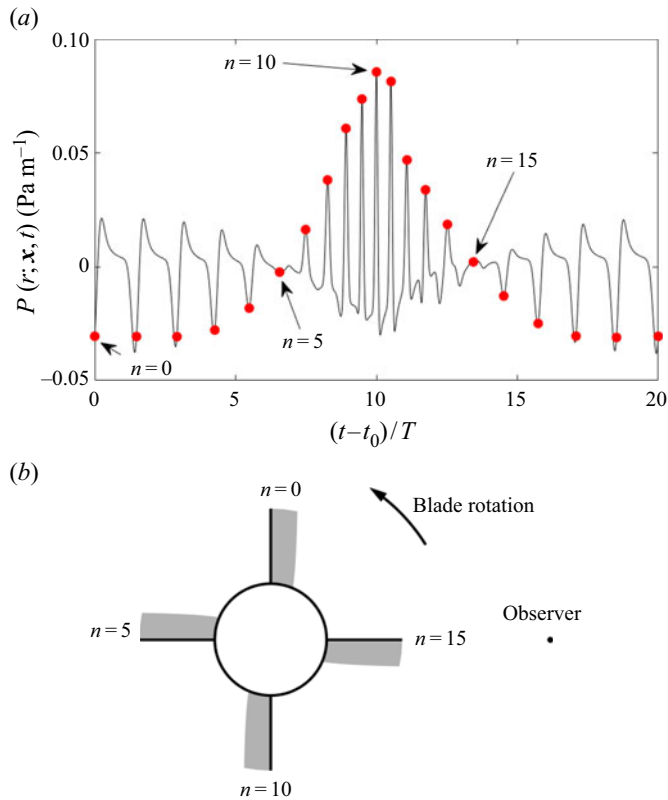 (a)
0.10
0.05
0
−0.05
P (r; x, t) (Pa m⁻¹)
n = 10
n = 15
n = 5
n = 0
0 5 10 15 20
(t−t₀)/T
(b)
n = 0
Blade rotation
Observer
n = 5
n = 15
n = 10